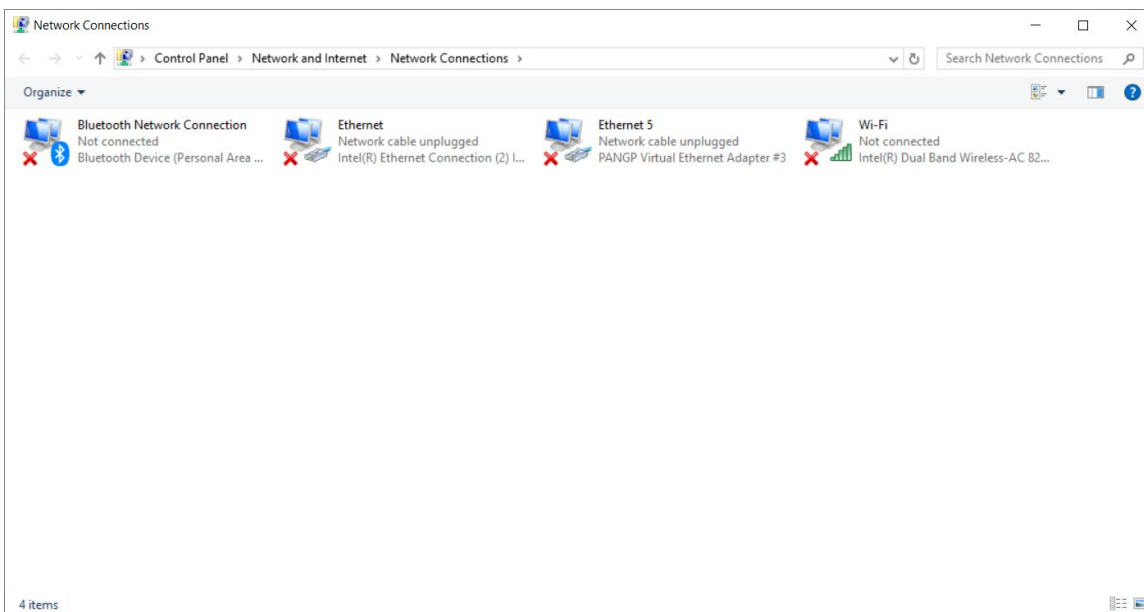 Network Connections
Control Panel > Network and Internet > Network Connections >
Search Network Connections
Organize
Bluetooth Network Connection
Not connected
Bluetooth Device (Personal Area ...
Ethernet
Network cable unplugged
Intel(R) Ethernet Connection (2) I...
Ethernet 5
Network cable unplugged
PANGP Virtual Ethernet Adapter #3
Wi-Fi
Not connected
Intel(R) Dual Band Wireless-AC 82...
4 items